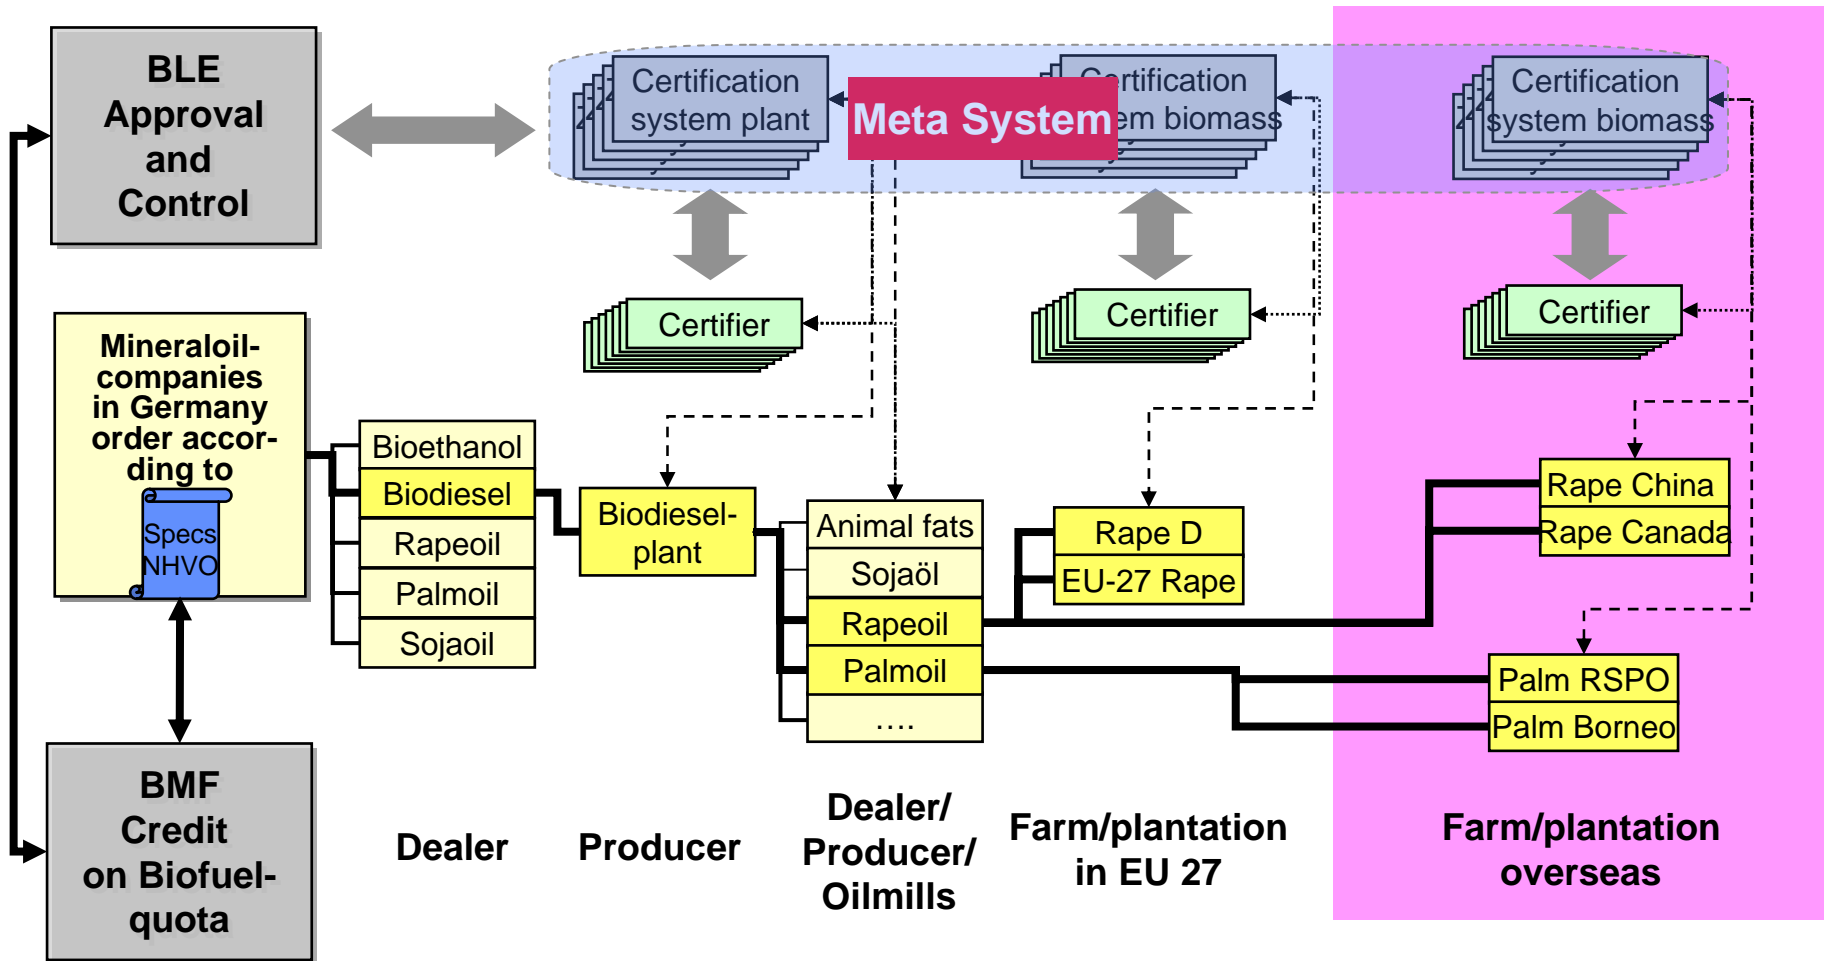 BLE
Approval
and
Control
Certification
system plant
Meta System
Certification
em biomass
Certification
system biomass
Certifier
Certifier
Certifier
Mineraloil-
companies
in Germany
order accor-
ding to
Specs
NHVO
Bioethanol
Biodiesel
Rapeoil
Palmoil
Sojaoil
Biodiesel-
plant
Animal fats
Sojaöl
Rapeoil
Palmoil
....
Rape D
EU-27 Rape
Rape China
Rape Canada
Palm RSPO
Palm Borneo
BMF
Credit
on Biofuel-
quota
Dealer
Producer
Dealer/
Producer/
Oilmills
Farm/plantation
in EU 27
Farm/plantation
overseas